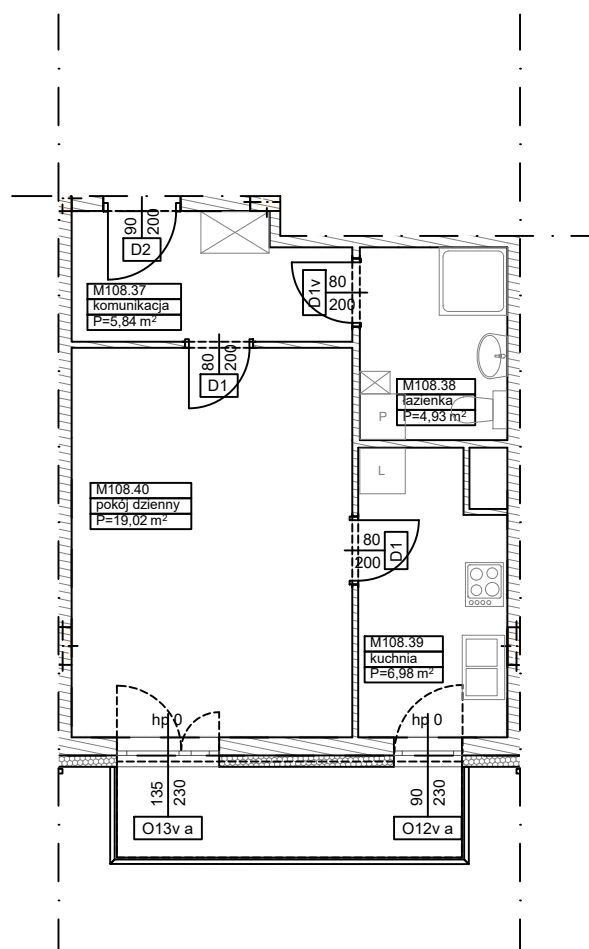 90
200
D2
M108.37
komunikacja
P=5,84 m²
D1v
80
200
80
200
D1
M108.38
łazienka
P=4,93 m²
P
L
M108.40
pokój dzienny
P=19,02 m²
80
200
D1
M108.39
kuchnia
P=6,98 m²
hp 0
hp 0
135
230
90
230
O13v a
O12v a